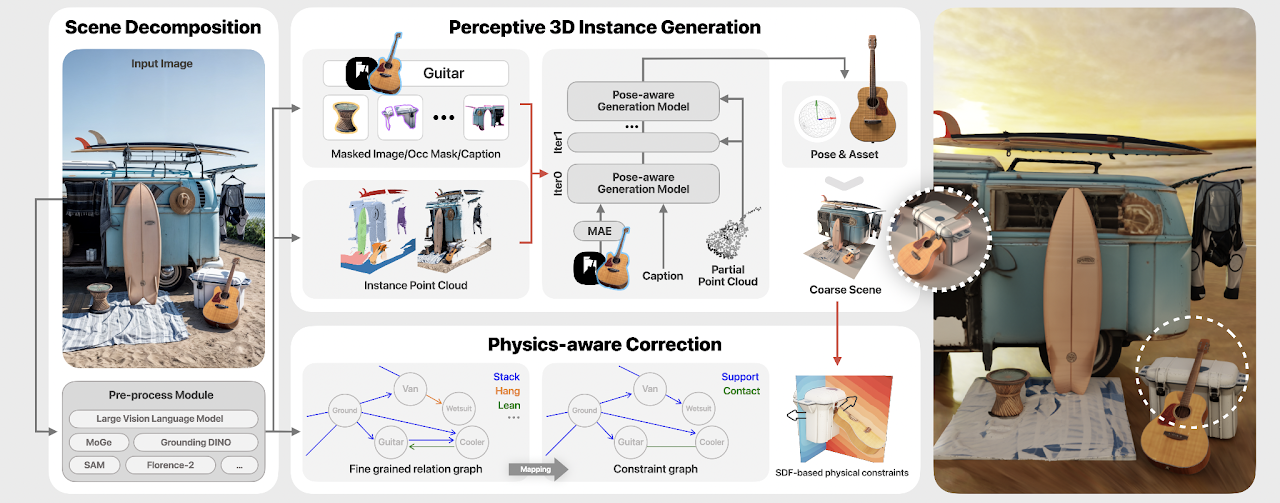 Scene Decomposition
Input Image
Pre-process Module
Large Vision Language Model
MoGe
Grounding DINO
SAM
Florence-2
...
Perceptive 3D Instance Generation
Guitar
Masked Image/Occ Mask/Caption
Instance Point Cloud
Pose-aware
Generation Model
...
Iter1
Iter0
Pose-aware
Generation Model
MAE
Caption
Partial
Point Cloud
Pose & Asset
Coarse Scene
Physics-aware Correction
Stack
Hang
Lean
...
Van
Ground
Wetsuit
Guitar
Cooler
Fine grained relation graph
Mapping
Support
Contact
Van
Ground
Wetsuit
Guitar
Cooler
Constraint graph
SDF-based physical constraints